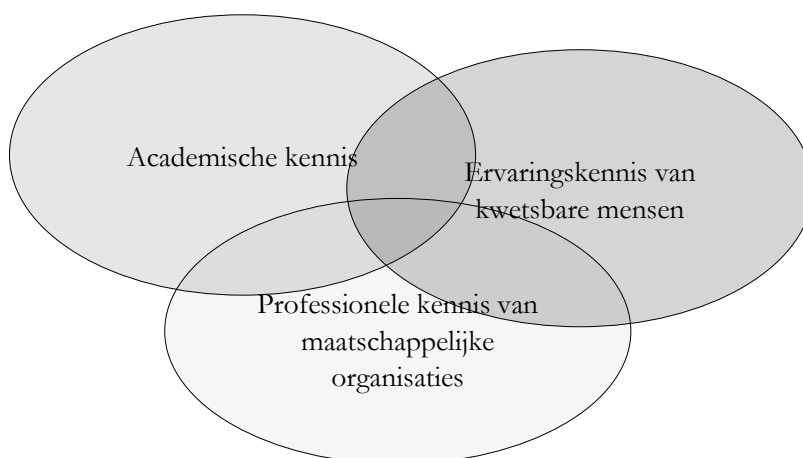 Academische kennis
Ervaringskennis van
kwetsbare mensen
Professionele kennis van
maatschappelijke
organisaties